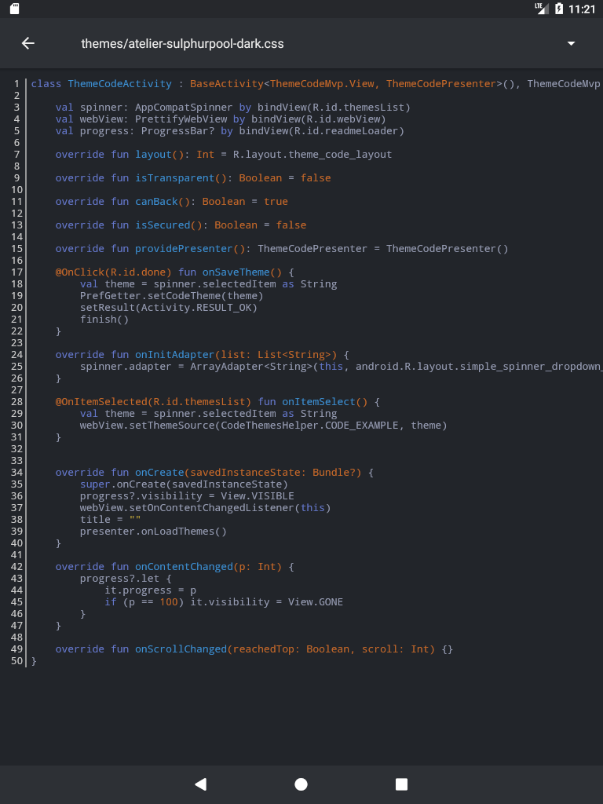 LTE 11:21
themes/atelier-sulphurpool-dark.css
1 class ThemeCodeActivity : BaseActivity<ThemeCodeMvp.View, ThemeCodePresenter>(), ThemeCodeMvp
2
3 val spinner: AppCompatSpinner by bindView(R.id.themesList)
4 val webView: PrettifyWebView by bindView(R.id.webView)
5 val progress: ProgressBar? by bindView(R.id.readmeLoader)
6
7 override fun layout(): Int = R.layout.theme_code_layout
8
9 override fun isTransparent(): Boolean = false
10
11 override fun canBack(): Boolean = true
12
13 override fun isSecured(): Boolean = false
14
15 override fun providePresenter(): ThemeCodePresenter = ThemeCodePresenter()
16
17 @OnClick(R.id.done) fun onSaveTheme() {
18 val theme = spinner.selectedItem as String
19 PrefGetter.setCodeTheme(theme)
20 setResult(Activity.RESULT_OK)
21 finish()
22 }
23
24 override fun onInitAdapter(list: List<String>) {
25 spinner.adapter = ArrayAdapter<String>(this, android.R.layout.simple_spinner_dropdown_
26 }
27
28 @OnItemSelected(R.id.themesList) fun onItemSelect() {
29 val theme = spinner.selectedItem as String
30 webView.setThemeSource(CodeThemesHelper.CODE_EXAMPLE, theme)
31 }
32
33
34 override fun onCreate(savedInstanceState: Bundle?) {
35 super.onCreate(savedInstanceState)
36 progress?.visibility = View.VISIBLE
37 webView.setOnContentChangedListener(this)
38 title = ""
39 presenter.onLoadThemes()
40 }
41
42 override fun onContentChanged(p: Int) {
43 progress?.let {
44 it.progress = p
45 if (p == 100) it.visibility = View.GONE
46 }
47 }
48
49 override fun onScrollChanged(reachedTop: Boolean, scroll: Int) {}
50 }